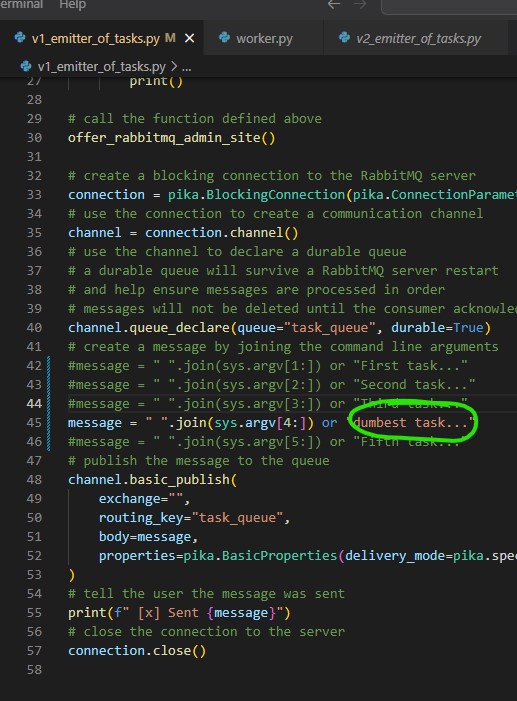 erminal Help
v1_emitter_of_tasks.py M worker.py v2_emitter_of_tasks.py
v1_emitter_of_tasks.py > ...
27 print()
28
29 # call the function defined above
30 offer_rabbitmq_admin_site()
31
32 # create a blocking connection to the RabbitMQ server
33 connection = pika.BlockingConnection(pika.ConnectionParamet
34 # use the connection to create a communication channel
35 channel = connection.channel()
36 # use the channel to declare a durable queue
37 # a durable queue will survive a RabbitMQ server restart
38 # and help ensure messages are processed in order
39 # messages will not be deleted until the consumer acknowled
40 channel.queue_declare(queue="task_queue", durable=True)
41 # create a message by joining the command line arguments
42 #message = " ".join(sys.argv[1:]) or "First task..."
43 #message = " ".join(sys.argv[2:]) or "Second task..."
44 #message = " ".join(sys.argv[3:]) or "Third task..."
45 message = " ".join(sys.argv[4:]) or "dumbest task..."
46 #message = " ".join(sys.argv[5:]) or "Fifth task..."
47 # publish the message to the queue
48 channel.basic_publish(
49 exchange="",
50 routing_key="task_queue",
51 body=message,
52 properties=pika.BasicProperties(delivery_mode=pika.spec
53 )
54 # tell the user the message was sent
55 print(f" [x] Sent {message}")
56 # close the connection to the server
57 connection.close()
58